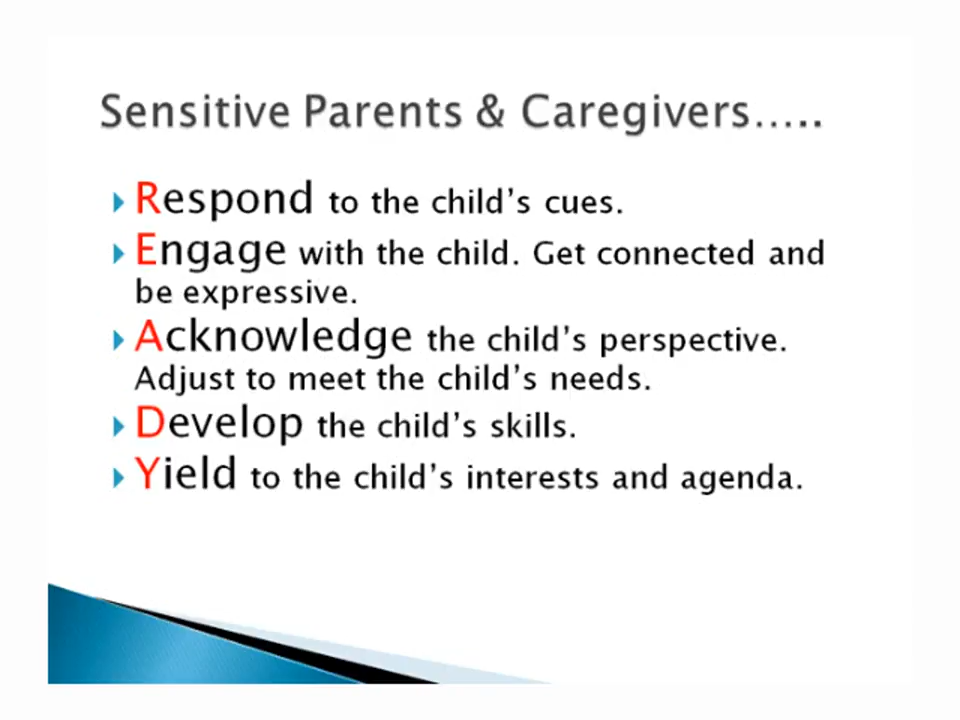 Sensitive Parents & Caregivers.....
Respond to the child's cues.
Engage with the child. Get connected and
be expressive.
Acknowledge the child's perspective.
Adjust to meet the child's needs.
Develop the child's skills.
Yield to the child's interests and agenda.